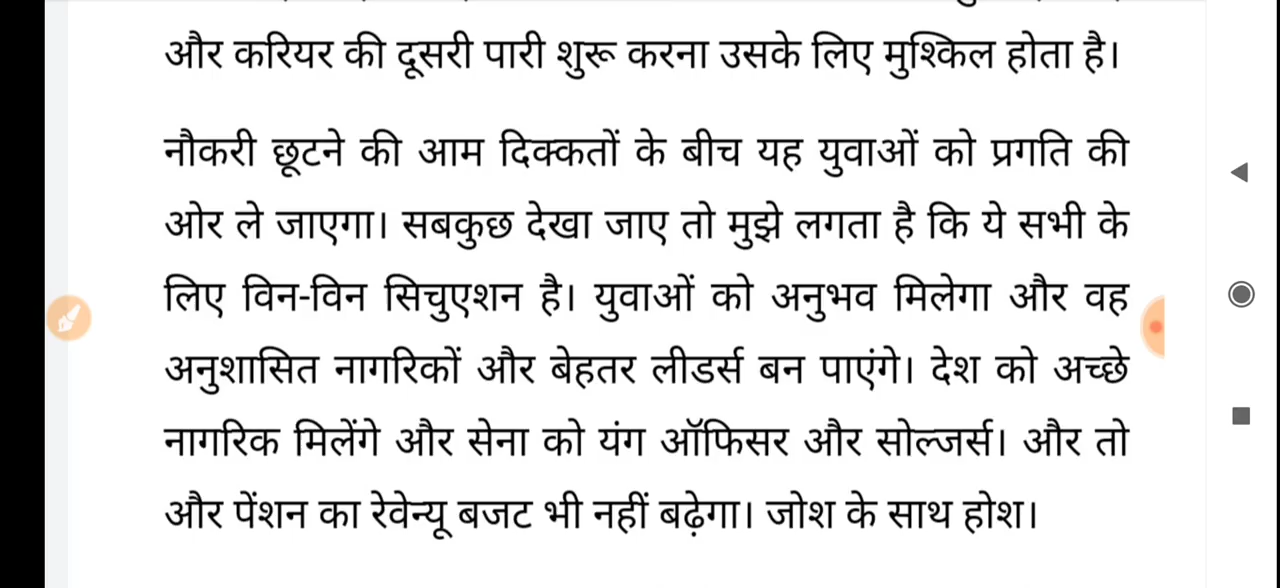 और करियर की दूसरी पारी शुरू करना उसके लिए मुश्किल होता है।
नौकरी छूटने की आम दिक्कतों के बीच यह युवाओं को प्रगति की
ओर ले जाएगा। सबकुछ देखा जाए तो मुझे लगता है कि ये सभी के
लिए विन-विन सिचुएशन है। युवाओं को अनुभव मिलेगा और वह
अनुशासित नागरिकों और बेहतर लीडर्स बन पाएंगे। देश को अच्छे
नागरिक मिलेंगे और सेना को यंग ऑफिसर और सोल्जर्स। और तो
और पेंशन का रेवेन्यू बजट भी नहीं बढ़ेगा। जोश के साथ होश।